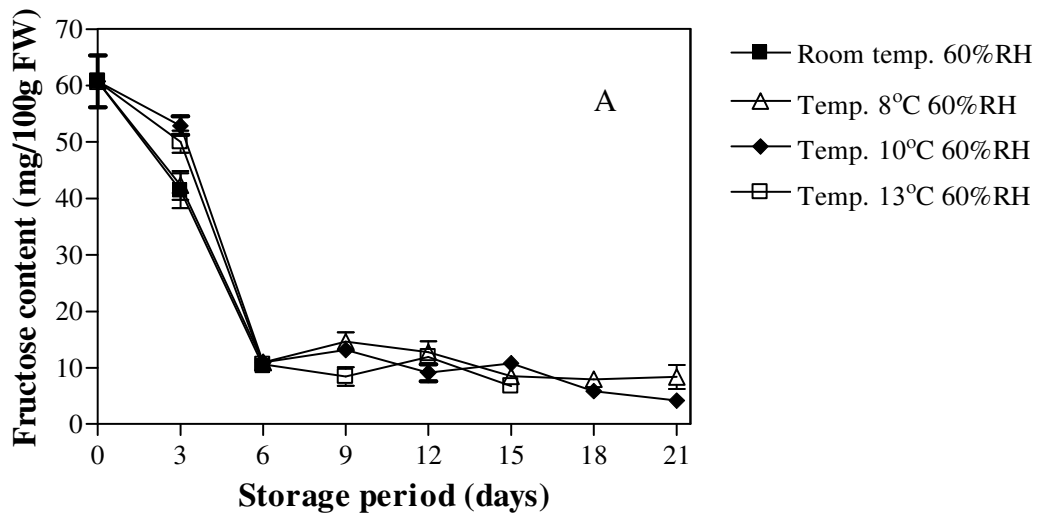 Fructose content (mg/100g FW)
70
60
50
40
30
20
10
0
A
0 3 6 9 12 15 18 21
Storage period (days)
Room temp. 60%RH
Temp. 8°C 60%RH
Temp. 10°C 60%RH
Temp. 13°C 60%RH